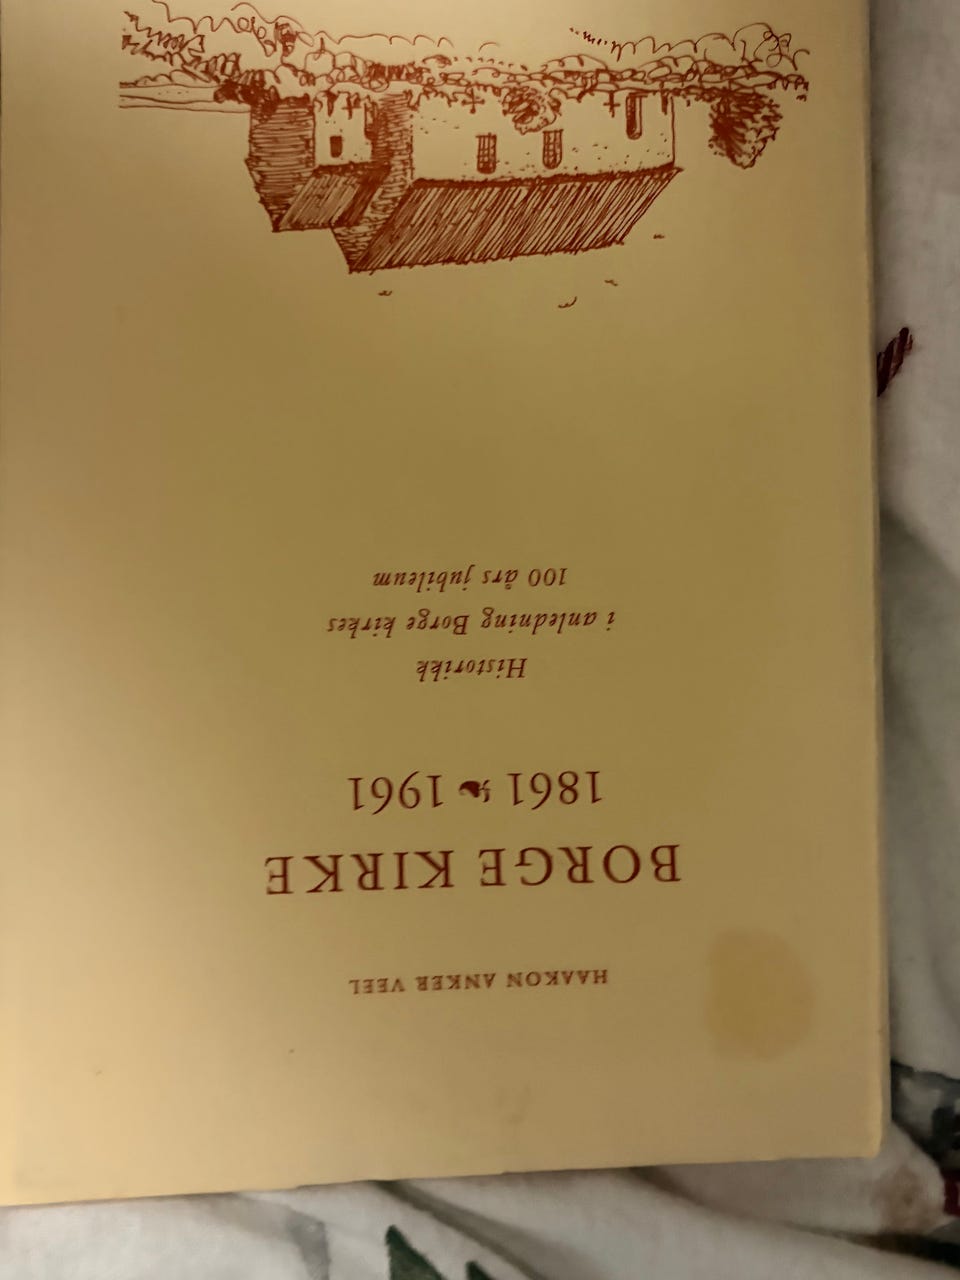 HAAKON ANKER VEEL
BORGE KIRKE
1861 1961
Historikk
i anledning Borge kirkes
100 års jubileum